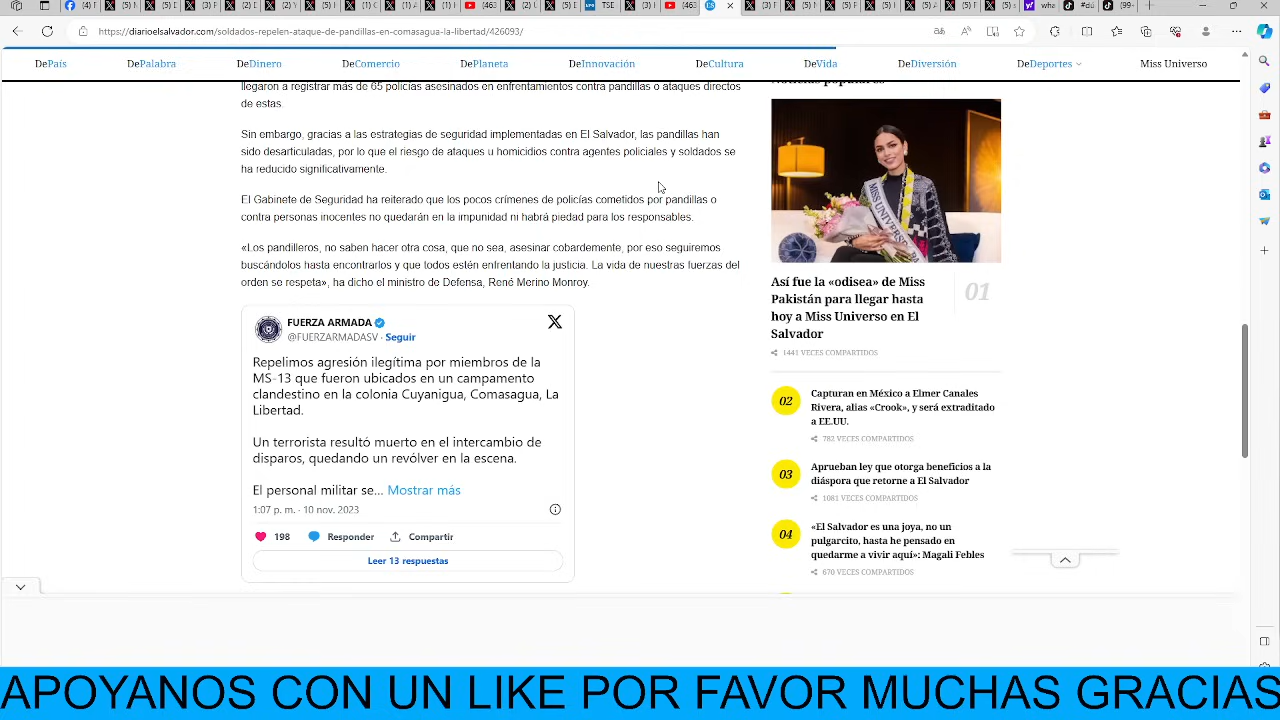 https://diarioelsalvador.com/soldados-repelen-ataque-de-pandillas-en-comasagua-la-libertad/426093/
DePaís DePalabra DeDinero DeComercio DePlaneta DeInnovación DeCultura DeVida DeDiversión DeDeportes Miss Universo
llegaron a registrar más de 65 policías asesinados en enfrentamientos contra pandillas o ataques directos
de estas.
Sin embargo, gracias a las estrategias de seguridad implementadas en El Salvador, las pandillas han
sido desarticuladas, por lo que el riesgo de ataques u homicidios contra agentes policiales y soldados se
ha reducido significativamente.
El Gabinete de Seguridad ha reiterado que los pocos crímenes de policías cometidos por pandillas o
contra personas inocentes no quedarán en la impunidad ni habrá piedad para los responsables.
«Los pandilleros, no saben hacer otra cosa, que no sea, asesinar cobardemente, por eso seguiremos
buscándolos hasta encontrarlos y que todos estén enfrentando la justicia. La vida de nuestras fuerzas del
orden se respeta», ha dicho el ministro de Defensa, René Merino Monroy.
FUERZA ARMADA
@FUERZARMADASV · Seguir
Repelimos agresión ilegítima por miembros de la
MS-13 que fueron ubicados en un campamento
clandestino en la colonia Cuyanigua, Comasagua, La
Libertad.
Un terrorista resultó muerto en el intercambio de
disparos, quedando un revólver en la escena.
El personal militar se... Mostrar más
1:07 p. m. · 10 nov. 2023
198 Responder Compartir
Leer 13 respuestas
Noticias populares
MISS UNIVERSE
Así fue la «odisea» de Miss
Pakistán para llegar hasta
hoy a Miss Universo en El
Salvador
01
1441 VECES COMPARTIDOS
02
Capturan en México a Elmer Canales
Rivera, alias «Crook», y será extraditado
a EE.UU.
782 VECES COMPARTIDOS
03
Aprueban ley que otorga beneficios a la
diáspora que retorne a El Salvador
1081 VECES COMPARTIDOS
04
«El Salvador es una joya, no un
pulgarcito, hasta he pensado en
quedarme a vivir aquí»: Magali Febles
670 VECES COMPARTIDOS
APOYANOS CON UN LIKE POR FAVOR MUCHAS GRACIAS